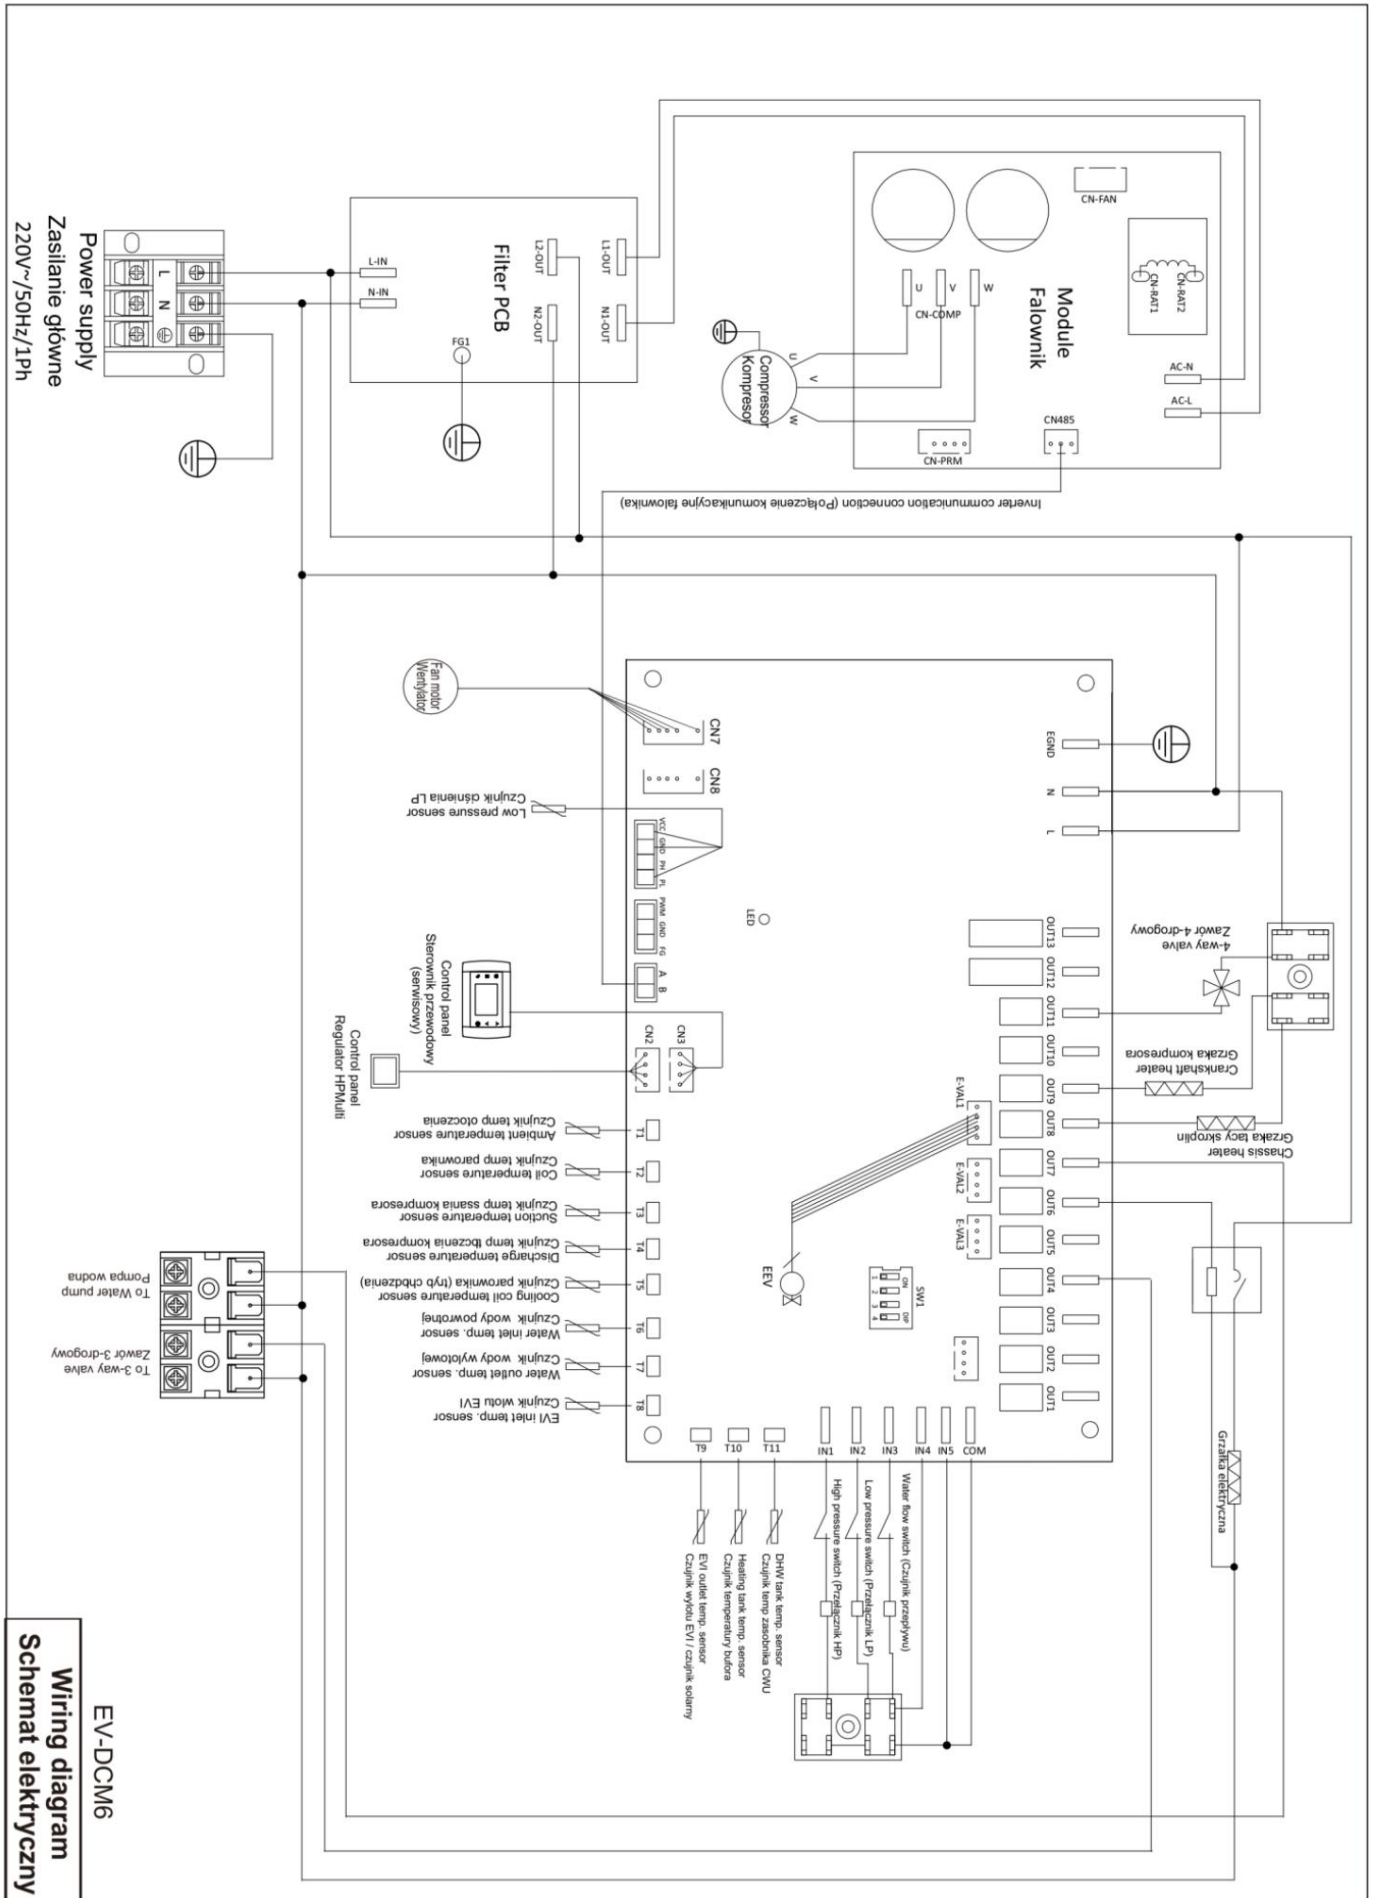 CN-FAN
CN-RAT1
CN-RAT2
Module
Falownik
U
V
W
CN-COMP
AC-N
AC-L
CN485
CN-PRM
U
V
W
Compressor
Kompresor
L1-OUT
N1-OUT
L2-OUT
N2-OUT
Filter PCB
L-IN
N-IN
FG1
L
N
Power supply
Zasilanie główne
220V~/50Hz/1Ph
Inverter communication connection (Połączenie komunikacyjne falownika)
Fan motor
Wentylator
CN7
CN8
Low pressure sensor
Czujnik ciśnienia LP
VCC
GND
PH
PL
PWM
GND
FG
A
B
LED
EGND
N
L
OUT13
OUT12
OUT11
OUT10
OUT9
OUT8
OUT7
OUT6
OUT5
OUT4
OUT3
OUT2
OUT1
4-way valve
Zawór 4-drogowy
Crankshaft heater
Grzaka kompresora
Chassis heater
Grzaka tacy skroplin
Grzałka elektryczna
Control panel
Sterownik przewodowy
(serwisowy)
Control panel
Regulator HPMulti
CN2
CN3
E-VAL1
E-VAL2
E-VAL3
EEV
SW1
ON
DIP
1
2
3
4
T1
Ambient temperature sensor
Czujnik temp otoczenia
T2
Coil temperature sensor
Czujnik temp parownika
T3
Suction temperature sensor
Czujnik temp ssania kompresora
T4
Discharge temperature sensor
Czujnik temp tbczenia kompresora
T5
Cooling coil temperature sensor
Czujnik parownika (tryb chbdzenia)
T6
Water inlet temp. sensor
Czujnik wody powrotnej
T7
Water outlet temp. sensor
Czujnik wody wylotowej
T8
EVI inlet temp. sensor
Czujnik wlotu EVI
T9
T10
T11
IN1
IN2
IN3
IN4
IN5
COM
EVI outlet temp. sensor
Czujnik wylotu EVI / czujnik solarny
Heating tank temp. sensor
Czujnik temperatury bufora
DHW tank temp. sensor
Czujnik temp zasobnika CWU
High pressure switch (Przełącznik HP)
Low pressure switch (Przełącznik LP)
Water flow switch (Czujnik przepływu)
To Water pump
Pompa wodna
To 3-way valve
Zawór 3-drogowy
EV-DCM6
Wiring diagram
Schemat elektryczny